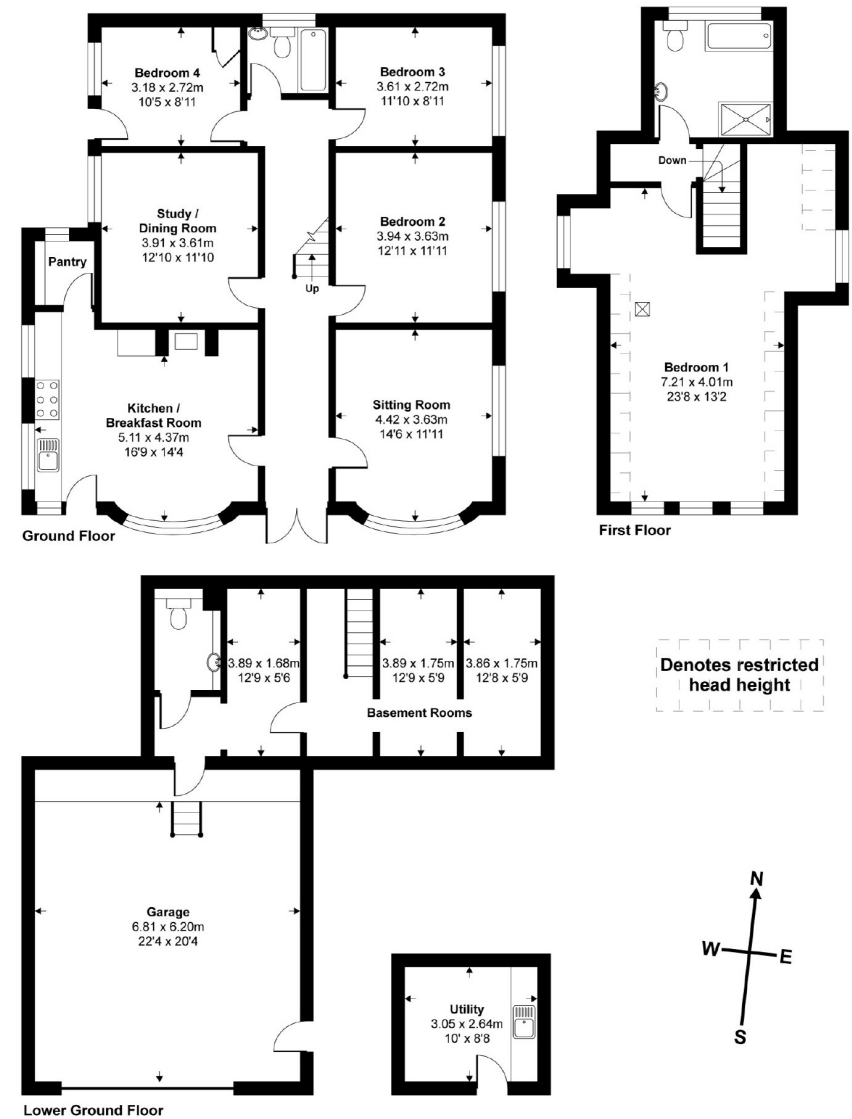 Bedroom 4
3.18 x 2.72m
10'5 x 8'11
Bedroom 3
3.61 x 2.72m
11'10 x 8'11
Study /
Dining Room
3.91 x 3.61m
12'10 x 11'10
Bedroom 2
3.94 x 3.63m
12'11 x 11'11
Pantry
Up
Kitchen /
Breakfast Room
5.11 x 4.37m
16'9 x 14'4
Sitting Room
4.42 x 3.63m
14'6 x 11'11
Ground Floor
Down
Bedroom 1
7.21 x 4.01m
23'8 x 13'2
First Floor
3.89 x 1.68m
12'9 x 5'6
3.89 x 1.75m
12'9 x 5'9
3.86 x 1.75m
12'8 x 5'9
Basement Rooms
Denotes restricted
head height
Garage
6.81 x 6.20m
22'4 x 20'4
Utility
3.05 x 2.64m
10' x 8'8
N
W
E
S
Lower Ground Floor